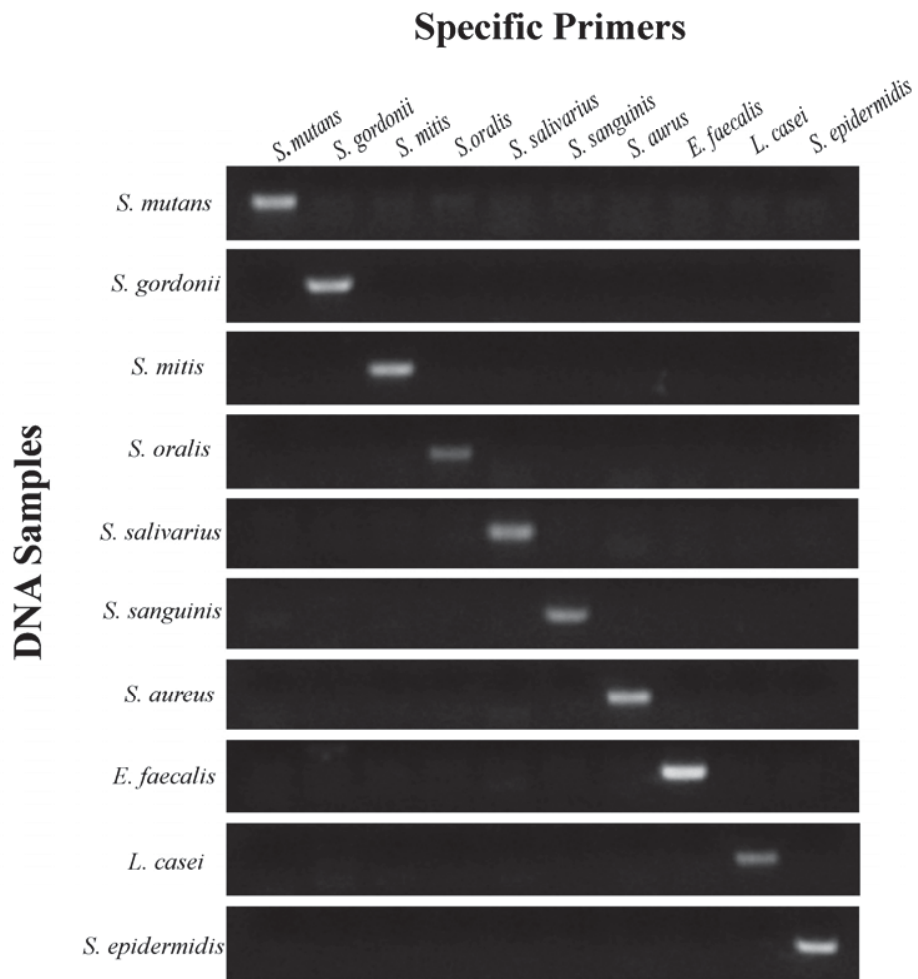 Specific Primers
S. mutans
S. gordonii
S. mitis
S.oralis
S. salivarius
S. sanguinis
S. aurus
E. faecalis
L. casei
S. epidermidis
DNA Samples
S. mutans
S. gordonii
S. mitis
S. oralis
S. salivarius
S. sanguinis
S. aureus
E. faecalis
L. casei
S. epidermidis